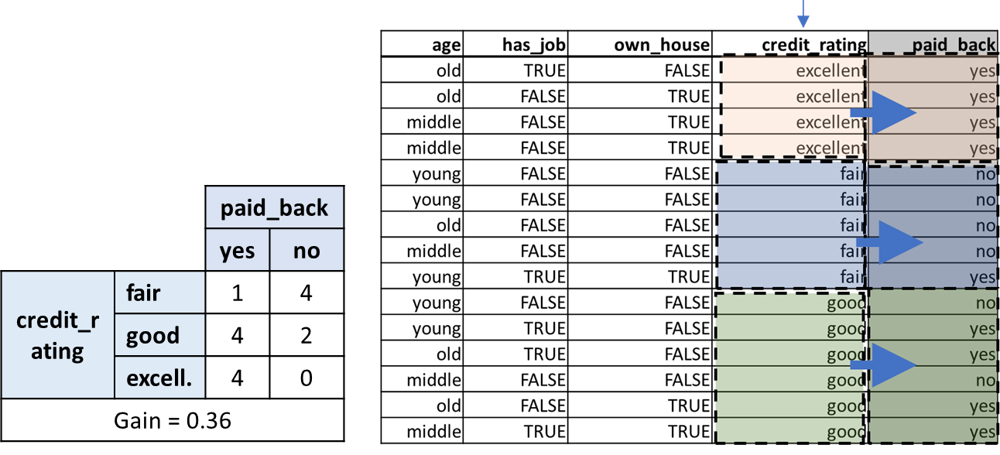 paid_back
yes no
credit_r
ating
fair 1 4
good 4 2
excell. 4 0
Gain = 0.36
age has_job own_house credit_rating paid_back
old TRUE FALSE excellent yes
old FALSE TRUE excellent yes
middle FALSE TRUE excellent yes
middle FALSE TRUE excellent yes
young FALSE FALSE fair no
young FALSE FALSE fair no
old FALSE FALSE fair no
middle FALSE FALSE fair no
young TRUE TRUE fair yes
young FALSE FALSE good no
young TRUE FALSE good yes
old TRUE FALSE good yes
middle FALSE FALSE good no
old FALSE TRUE good yes
middle TRUE TRUE good yes